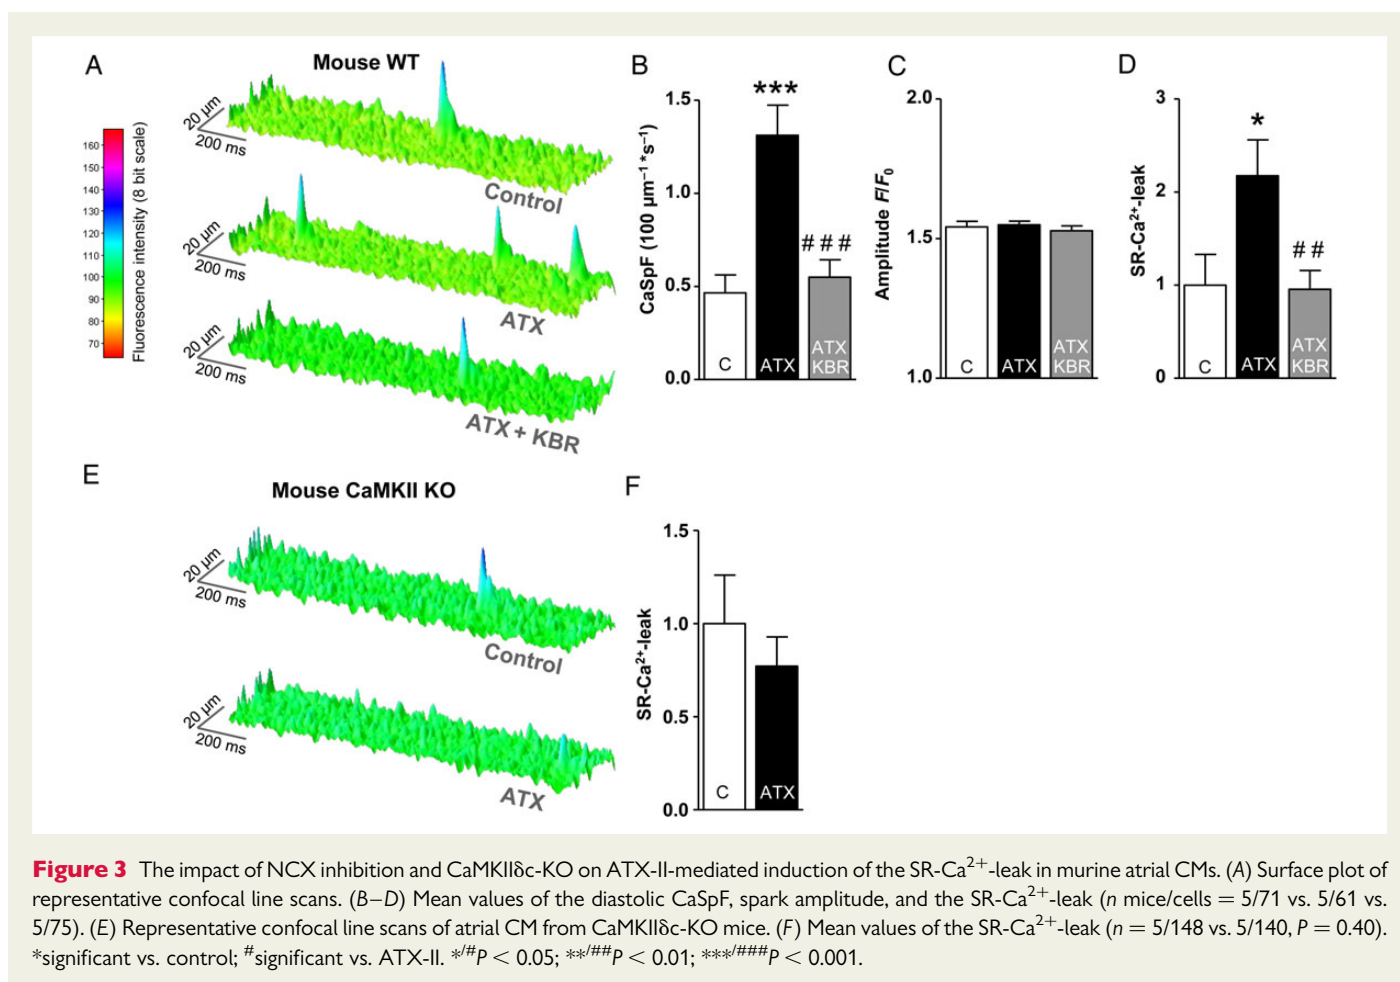 A
Mouse WT
160
150
140
130
120
110
100
90
80
70
Fluorescence intensity (8 bit scale)
20 µm
200 ms
Control
20 µm
200 ms
ATX
20 µm
200 ms
ATX + KBR
B
CaSpF (100 µm⁻¹*s⁻¹)
1.5
1.0
0.5
0.0
***
###
C
ATX
ATX
KBR
C
Amplitude F/F₀
2.0
1.5
1.0
C
ATX
ATX
KBR
D
SR-Ca²⁺-leak
3
2
1
0
*
##
C
ATX
ATX
KBR
E
Mouse CaMKII KO
20 µm
200 ms
Control
20 µm
200 ms
ATX
F
SR-Ca²⁺-leak
1.5
1.0
0.5
0.0
C
ATX
Figure 3 The impact of NCX inhibition and CaMKIIδc-KO on ATX-II-mediated induction of the SR-Ca²⁺-leak in murine atrial CMs. (A) Surface plot of
representative confocal line scans. (B–D) Mean values of the diastolic CaSpF, spark amplitude, and the SR-Ca²⁺-leak (n mice/cells = 5/71 vs. 5/61 vs.
5/75). (E) Representative confocal line scans of atrial CM from CaMKIIδc-KO mice. (F) Mean values of the SR-Ca²⁺-leak (n = 5/148 vs. 5/140, P = 0.40).
*significant vs. control; #significant vs. ATX-II. */#P < 0.05; **/##P < 0.01; ***/###P < 0.001.